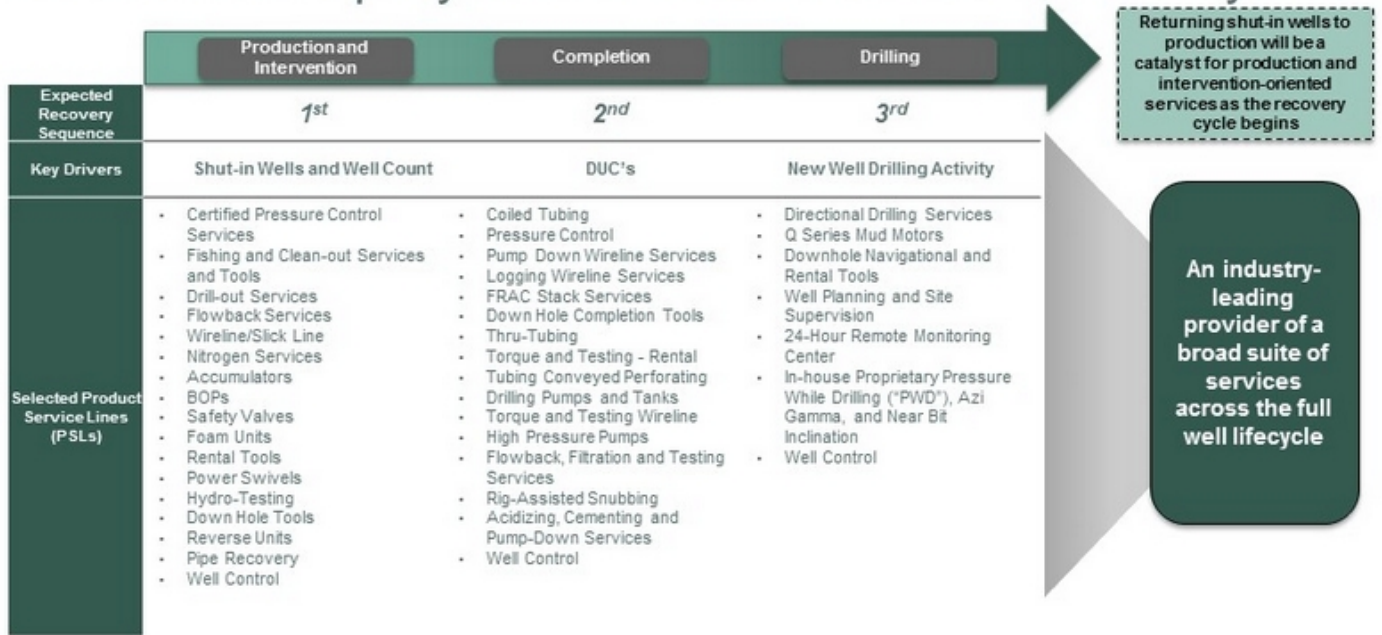 Production and
Intervention
Completion
Drilling
Returning shut-in wells to
production will be a
catalyst for production and
intervention-oriented
services as the recovery
cycle begins
Expected
Recovery
Sequence
1st
2nd
3rd
Key Drivers
Shut-in Wells and Well Count
DUC's
New Well Drilling Activity
Selected Product
Service Lines
(PSLs)
• Certified Pressure Control
Services
• Fishing and Clean-out Services
and Tools
• Drill-out Services
• Flowback Services
• Wireline/Slick Line
• Nitrogen Services
• Accumulators
• BOPs
• Safety Valves
• Foam Units
• Rental Tools
• Power Swivels
• Hydro-Testing
• Down Hole Tools
• Reverse Units
• Pipe Recovery
• Well Control
• Coiled Tubing
• Pressure Control
• Pump Down Wireline Services
• Logging Wireline Services
• FRAC Stack Services
• Down Hole Completion Tools
• Thru-Tubing
• Torque and Testing - Rental
• Tubing Conveyed Perforating
• Drilling Pumps and Tanks
• Torque and Testing Wireline
• High Pressure Pumps
• Flowback, Filtration and Testing
Services
• Rig-Assisted Snubbing
• Acidizing, Cementing and
Pump-Down Services
• Well Control
• Directional Drilling Services
• Q Series Mud Motors
• Downhole Navigational and
Rental Tools
• Well Planning and Site
Supervision
• 24-Hour Remote Monitoring
Center
• In-house Proprietary Pressure
While Drilling ("PWD"), Azi
Gamma, and Near Bit
Inclination
• Well Control
An industry-
leading
provider of a
broad suite of
services
across the full
well lifecycle